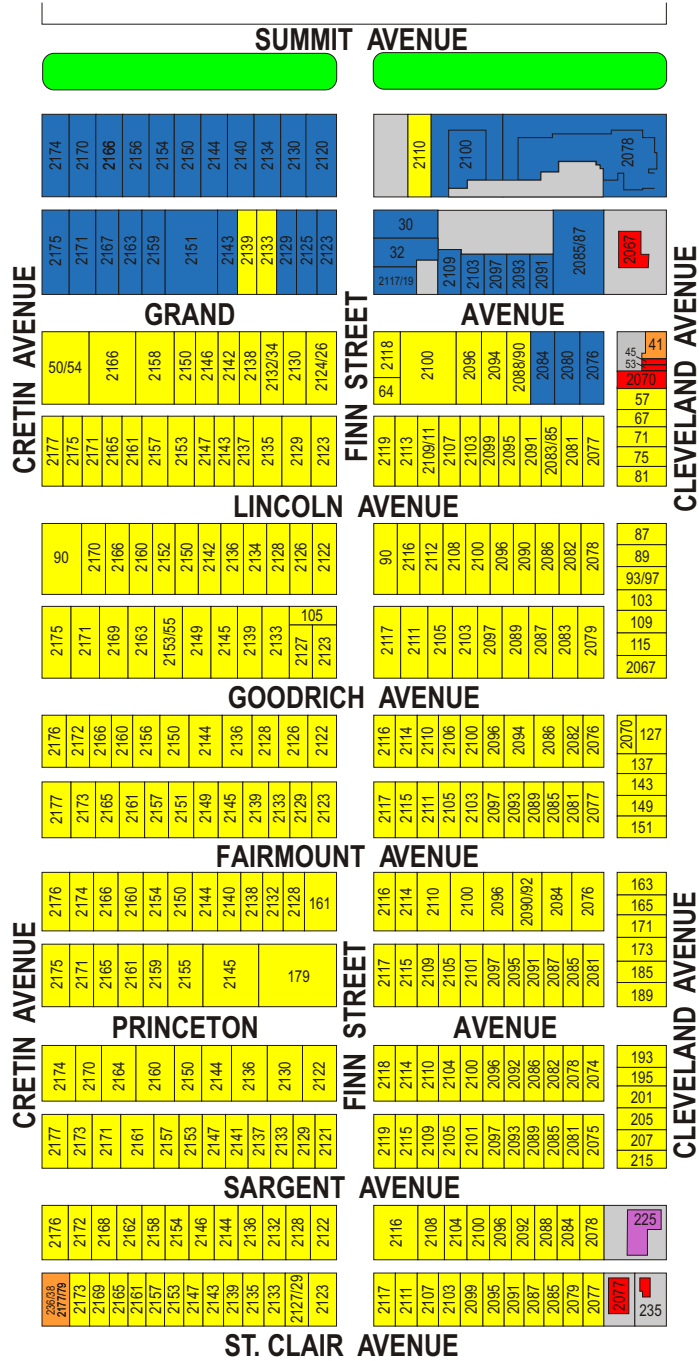 SUMMIT AVENUE
2174 2170 2166 2156 2154 2150 2144 2140 2134 2130 2120
2110 2100 2078
2175 2171 2167 2163 2159 2151 2143 2139 2133 2129 2125 2123
30
32
2117/19 2109 2103 2097 2093 2091 2085/87 2067
CRETIN AVENUE
GRAND AVENUE
FINN STREET
CLEVELAND AVENUE
50/54 2166 2158 2150 2146 2142 2138 2132/34 2130 2124/26
2118 64 2100 2096 2094 2088/90 2084 2080 2076
45 41
53
2070
57
67
71
75
81
2177 2175 2171 2165 2161 2157 2153 2147 2143 2137 2135 2129 2123
2119 2113 2109/11 2107 2103 2099 2095 2091 2083/85 2081 2077
LINCOLN AVENUE
90 2170 2166 2160 2152 2150 2142 2136 2134 2128 2126 2122
90 2116 2112 2108 2100 2096 2090 2086 2082 2078
87
89
93/97
103
109
115
2067
2175 2171 2169 2163 2153/55 2149 2145 2139 2133 105 2127 2123
2117 2111 2105 2103 2097 2089 2087 2083 2079
GOODRICH AVENUE
2176 2172 2166 2160 2156 2150 2144 2136 2128 2126 2122
2116 2114 2110 2106 2100 2096 2094 2086 2082 2076
2070 127
137
143
149
151
2177 2173 2165 2161 2157 2151 2149 2145 2139 2133 2129 2123
2117 2115 2111 2105 2103 2097 2093 2089 2085 2081 2077
FAIRMOUNT AVENUE
2176 2174 2166 2160 2154 2150 2144 2140 2138 2132 2128 161
2116 2114 2110 2100 2096 2090/92 2084 2076
163
165
171
173
185
189
2175 2171 2165 2161 2159 2155 2145 179
2117 2115 2109 2105 2101 2097 2095 2091 2087 2085 2081
CRETIN AVENUE
FINN STREET
CLEVELAND AVENUE
PRINCETON AVENUE
2174 2170 2164 2160 2150 2144 2136 2130 2122
2118 2114 2110 2104 2100 2096 2092 2086 2082 2078 2074
193
195
201
205
207
215
2177 2173 2171 2161 2157 2153 2147 2141 2137 2133 2129 2121
2119 2115 2109 2105 2101 2097 2093 2089 2085 2081 2075
SARGENT AVENUE
2176 2172 2168 2162 2158 2154 2146 2144 2136 2132 2128 2122
2116 2108 2104 2100 2096 2092 2088 2084 2078 225
236/38 2177/79 2173 2169 2165 2161 2157 2153 2147 2143 2139 2135 2133 2127/29 2123
2117 2111 2107 2103 2099 2095 2091 2087 2085 2079 2077 2077 235
ST. CLAIR AVENUE